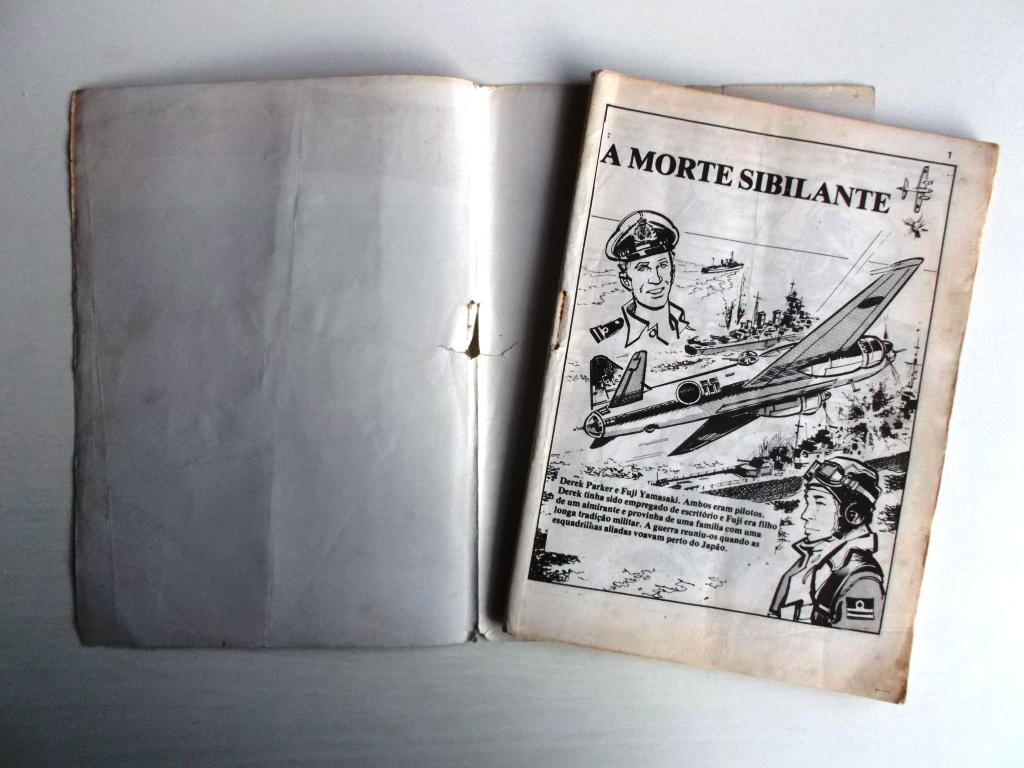 1
A MORTE SIBILANTE
Derek Parker e Fuji Yamasaki. Ambos eram pilotos.
Derek tinha sido empregado de escritório e Fuji era filho
de um almirante e provinha de uma família com uma
longa tradição militar. A guerra reuniu-os quando as
esquadrilhas aliadas voavam perto do Japão.